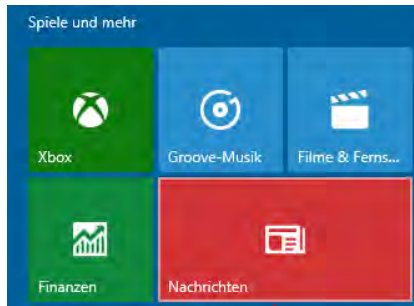 Spiele und mehr
Xbox
Groove-Musik
Filme & Ferns...
Finanzen
Nachrichten